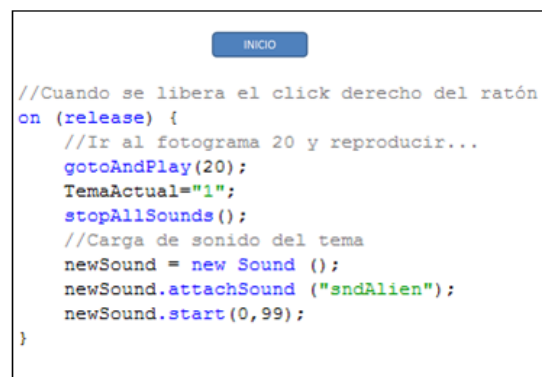 INICIO
//Cuando se libera el click derecho del ratón
on (release) {
//Ir al fotograma 20 y reproducir...
gotoAndPlay(20);
TemaActual="1";
stopAllSounds();
//Carga de sonido del tema
newSound = new Sound ();
newSound.attachSound ("sndAlien");
newSound.start(0,99);
}